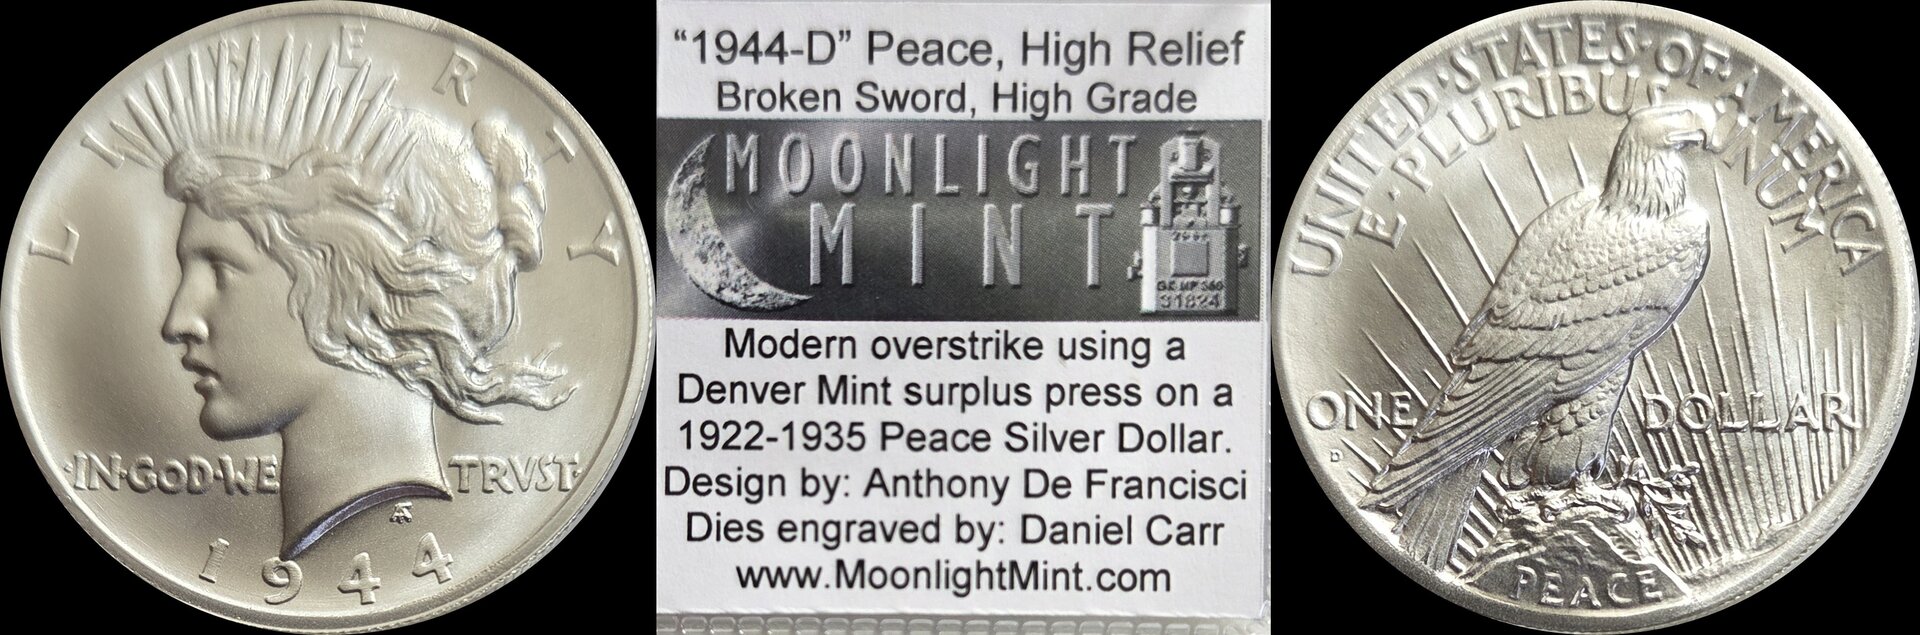 LIBERTY
IN·GOD·WE TRVST·
1944
"1944-D" Peace, High Relief
Broken Sword, High Grade
MOONLIGHT
MINT
31824
Modern overstrike using a
Denver Mint surplus press on a
1922-1935 Peace Silver Dollar.
Design by: Anthony De Francisci
Dies engraved by: Daniel Carr
www.MoonlightMint.com
UNITED·STATES·OF·AMERICA
E·PLURIBUS UNUM
ONE DOLLAR
D
PEACE